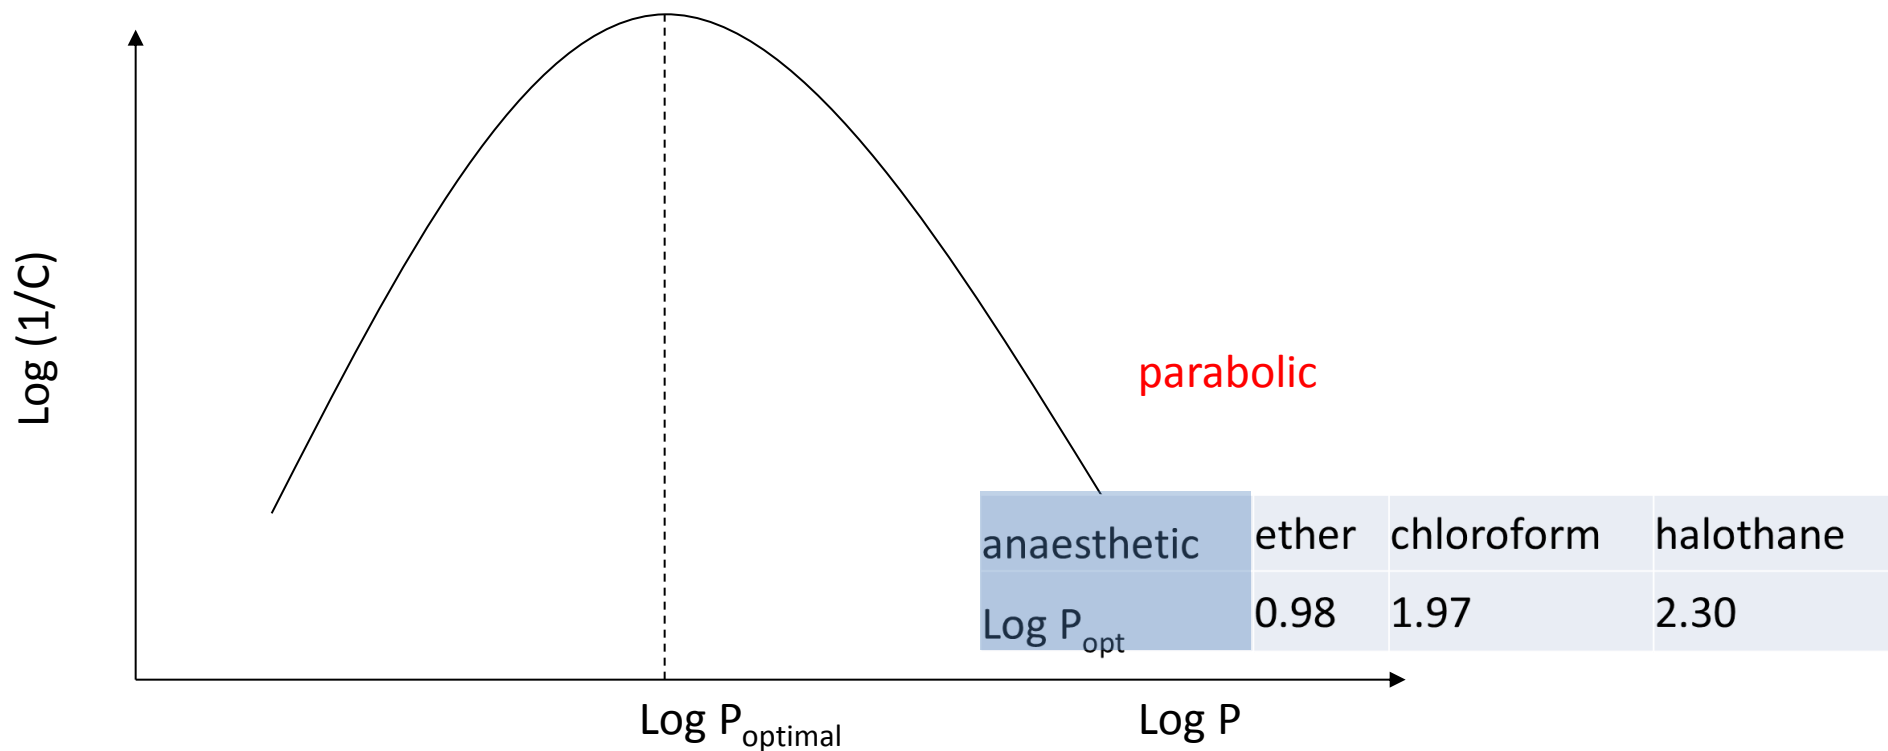 Log (1/C)
parabolic
anaesthetic ether chloroform halothane
Log Popt 0.98 1.97 2.30
Log Poptimal Log P